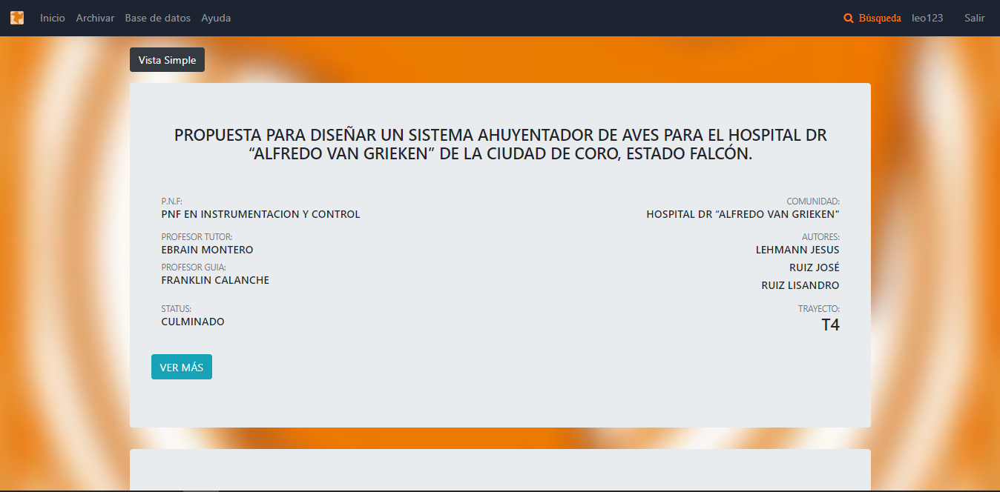 Inicio Archivar Base de datos Ayuda Búsqueda leo123 Salir
Vista Simple
PROPUESTA PARA DISEÑAR UN SISTEMA AHUYENTADOR DE AVES PARA EL HOSPITAL DR
“ALFREDO VAN GRIEKEN” DE LA CIUDAD DE CORO, ESTADO FALCÓN.
P.N.F:
PNF EN INSTRUMENTACION Y CONTROL
COMUNIDAD:
HOSPITAL DR “ALFREDO VAN GRIEKEN"
PROFESOR TUTOR:
EBRAIN MONTERO
PROFESOR GUIA:
FRANKLIN CALANCHE
AUTORES:
LEHMANN JESUS
RUIZ JOSÉ
RUIZ LISANDRO
STATUS:
CULMINADO
TRAYECTO:
T4
VER MÁS